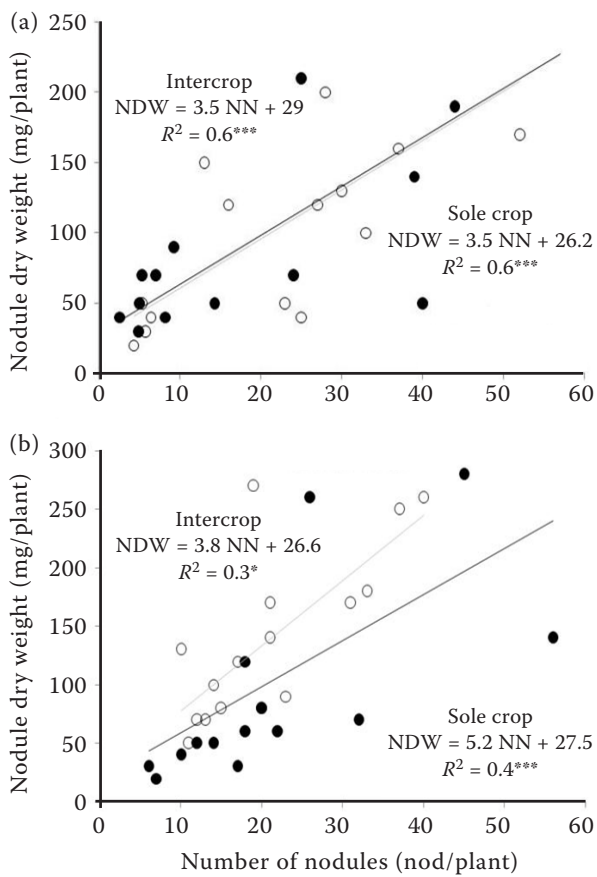 (a)
250
200
150
100
50
0
Nodule dry weight (mg/plant)
Intercrop
NDW = 3.5 NN + 29
R² = 0.6***
Sole crop
NDW = 3.5 NN + 26.2
R² = 0.6***
0 10 20 30 40 50 60
(b)
300
250
200
150
100
50
0
Nodule dry weight (mg/plant)
Intercrop
NDW = 3.8 NN + 26.6
R² = 0.3*
Sole crop
NDW = 5.2 NN + 27.5
R² = 0.4***
0 10 20 30 40 50 60
Number of nodules (nod/plant)